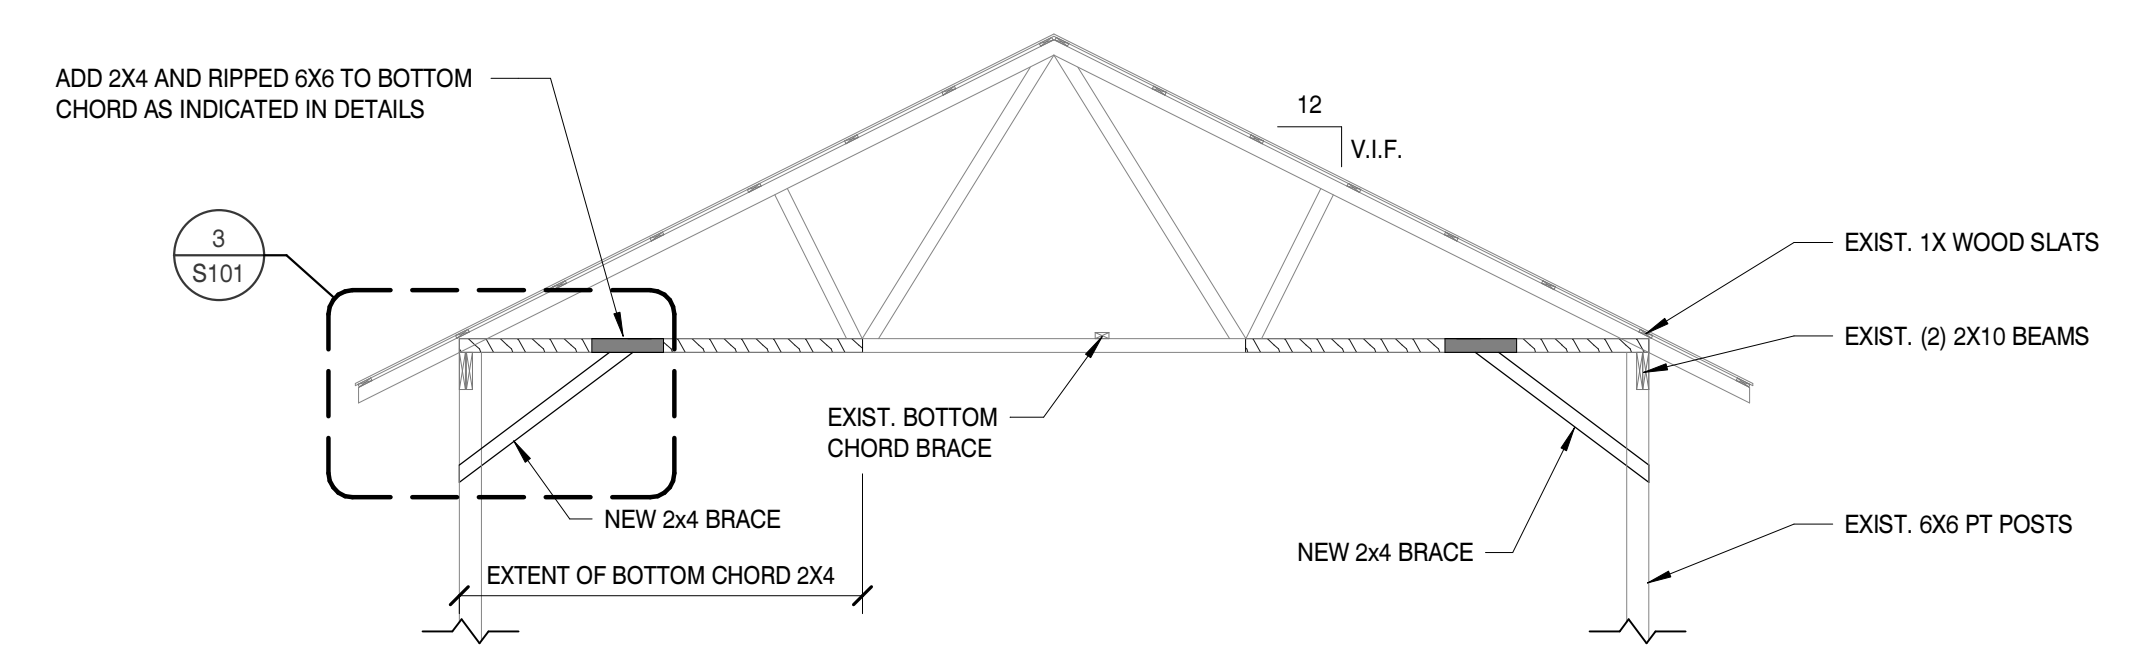 ADD 2X4 AND RIPPED 6X6 TO BOTTOM
CHORD AS INDICATED IN DETAILS
12
V.I.F.
3
S101
EXIST. 1X WOOD SLATS
EXIST. (2) 2X10 BEAMS
EXIST. BOTTOM
CHORD BRACE
NEW 2x4 BRACE
NEW 2x4 BRACE
EXIST. 6X6 PT POSTS
EXTENT OF BOTTOM CHORD 2X4